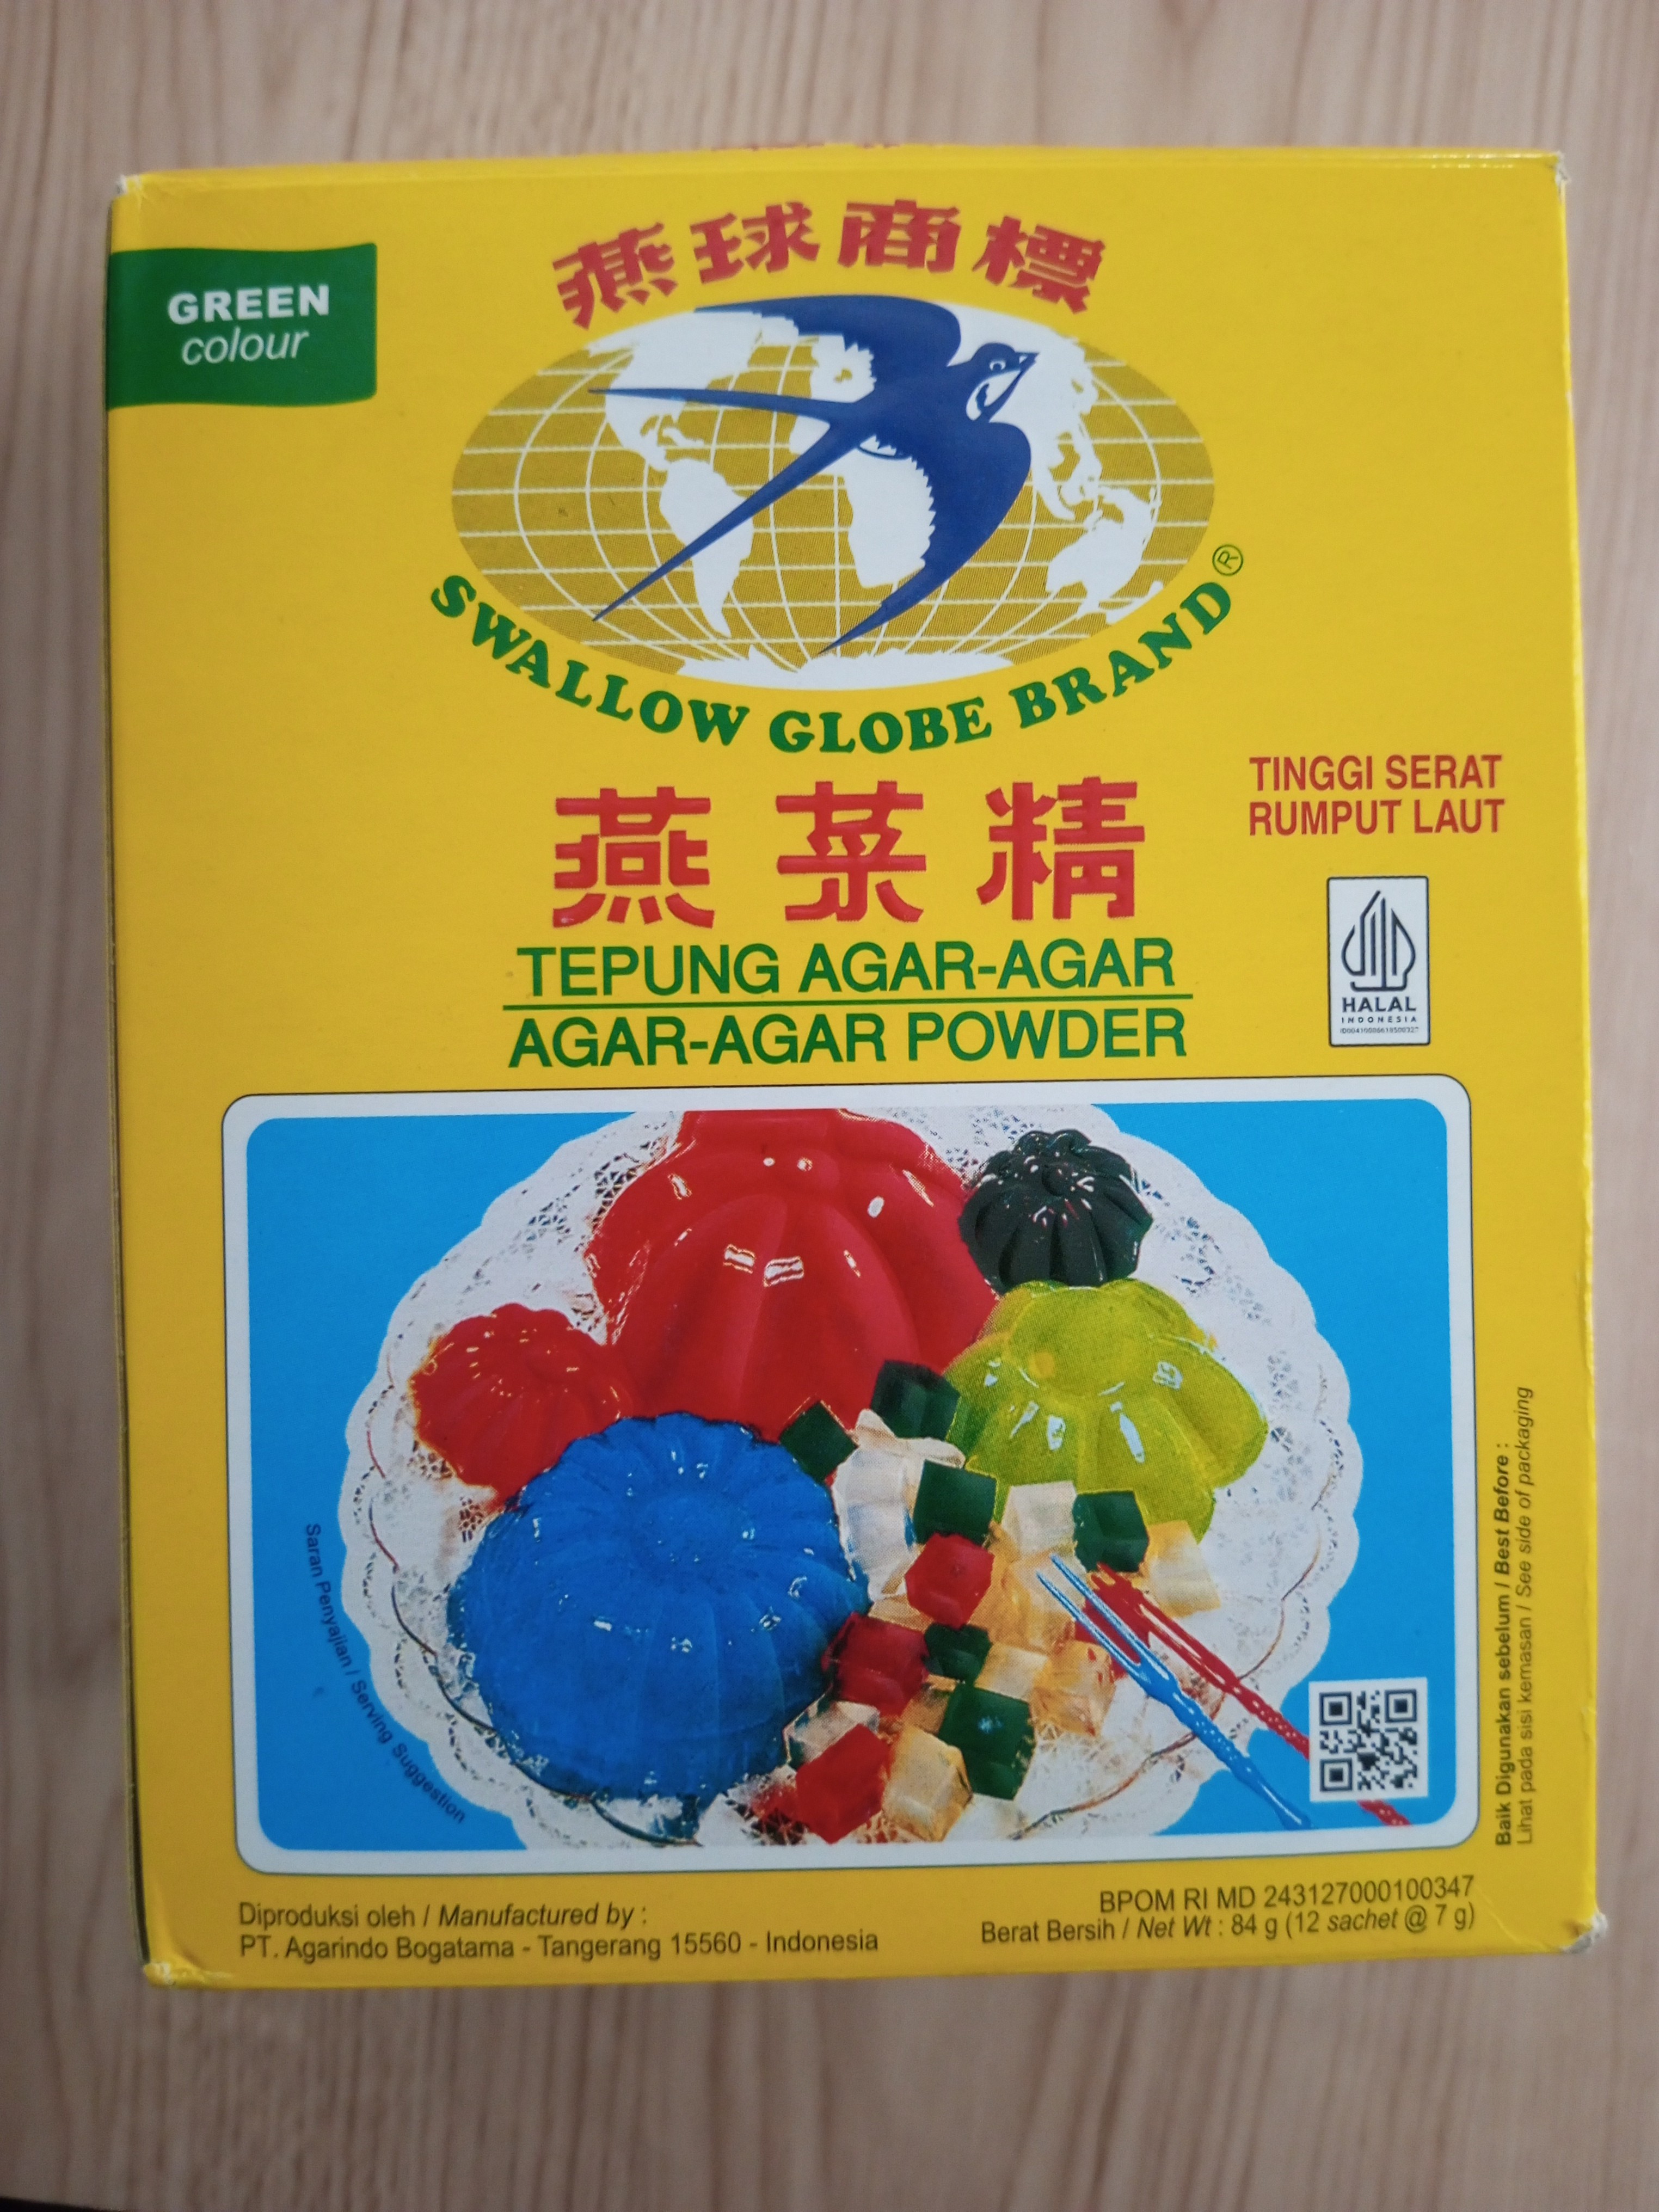 燕球商標
GREEN
colour
SWALLOW GLOBE BRAND®
燕菜精
TINGGI SERAT
RUMPUT LAUT
TEPUNG AGAR-AGAR
AGAR-AGAR POWDER
HALAL
INDONESIA
Saran Penyajian / Serving Suggestion
Baik Digunakan sebelum / Best Before :
Lihat pada sisi kemasan / See side of packaging
Diproduksi oleh / Manufactured by :
PT. Agarindo Bogatama - Tangerang 15560 - Indonesia
BPOM RI MD 243127000100347
Berat Bersih / Net Wt : 84 g (12 sachet @ 7 g)